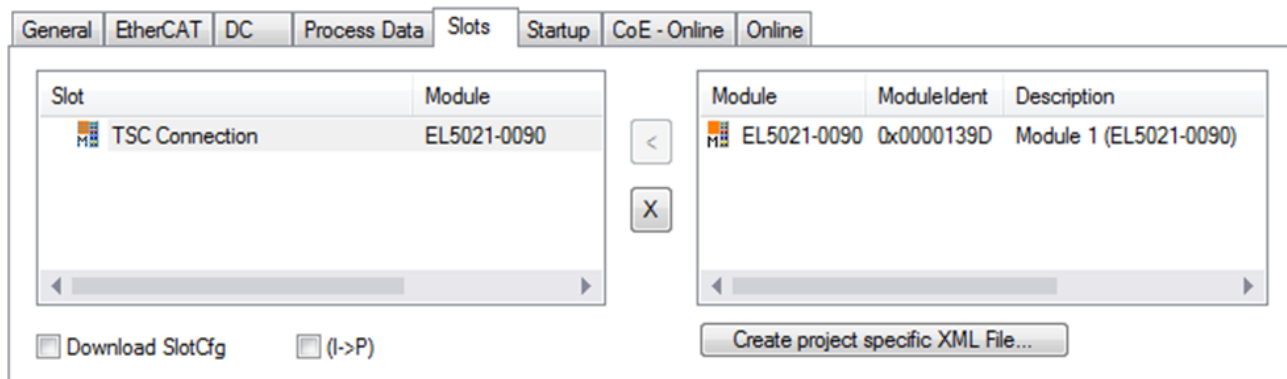 General EtherCAT DC Process Data Slots Startup CoE - Online Online
Slot Module
TSC Connection EL5021-0090
<
X
Module ModuleIdent Description
EL5021-0090 0x0000139D Module 1 (EL5021-0090)
Download SlotCfg (I->P)
Create project specific XML File...